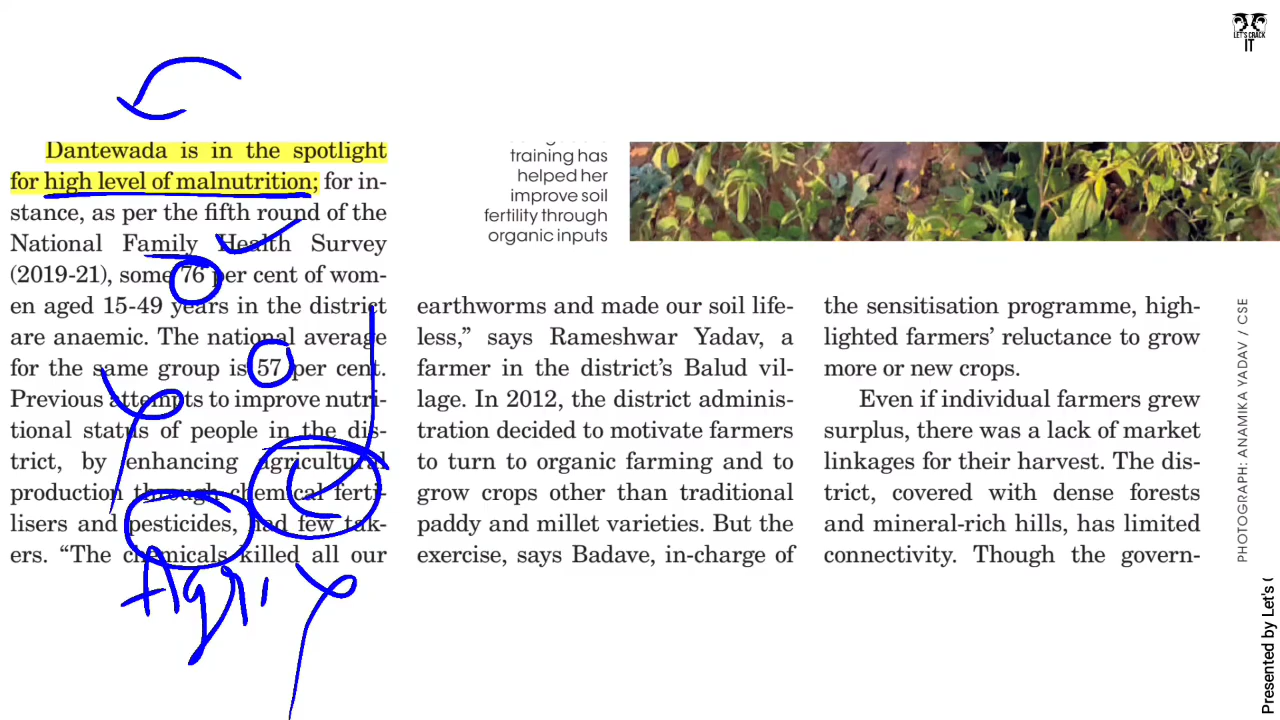 LET'S CRACK
IT
Dantewada is in the spotlight
for high level of malnutrition; for in-
stance, as per the fifth round of the
National Family Health Survey
(2019-21), some 76 per cent of wom-
en aged 15-49 years in the district
are anaemic. The national average
for the same group is 57 per cent.
Previous attempts to improve nutri-
tional status of people in the dis-
trict, by enhancing agricultural
production through chemical ferti-
lisers and pesticides, had few tak-
ers. “The chemicals killed all our
Agri
training has
helped her
improve soil
fertility through
organic inputs
earthworms and made our soil life-
less,” says Rameshwar Yadav, a
farmer in the district’s Balud vil-
lage. In 2012, the district adminis-
tration decided to motivate farmers
to turn to organic farming and to
grow crops other than traditional
paddy and millet varieties. But the
exercise, says Badave, in-charge of
the sensitisation programme, high-
lighted farmers’ reluctance to grow
more or new crops.
Even if individual farmers grew
surplus, there was a lack of market
linkages for their harvest. The dis-
trict, covered with dense forests
and mineral-rich hills, has limited
connectivity. Though the govern-
PHOTOGRAPH: ANAMIKA YADAV / CSE
Presented by Let's